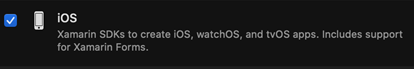 iOS
Xamarin SDKs to create iOS, watchOS, and tvOS apps. Includes support
for Xamarin Forms.